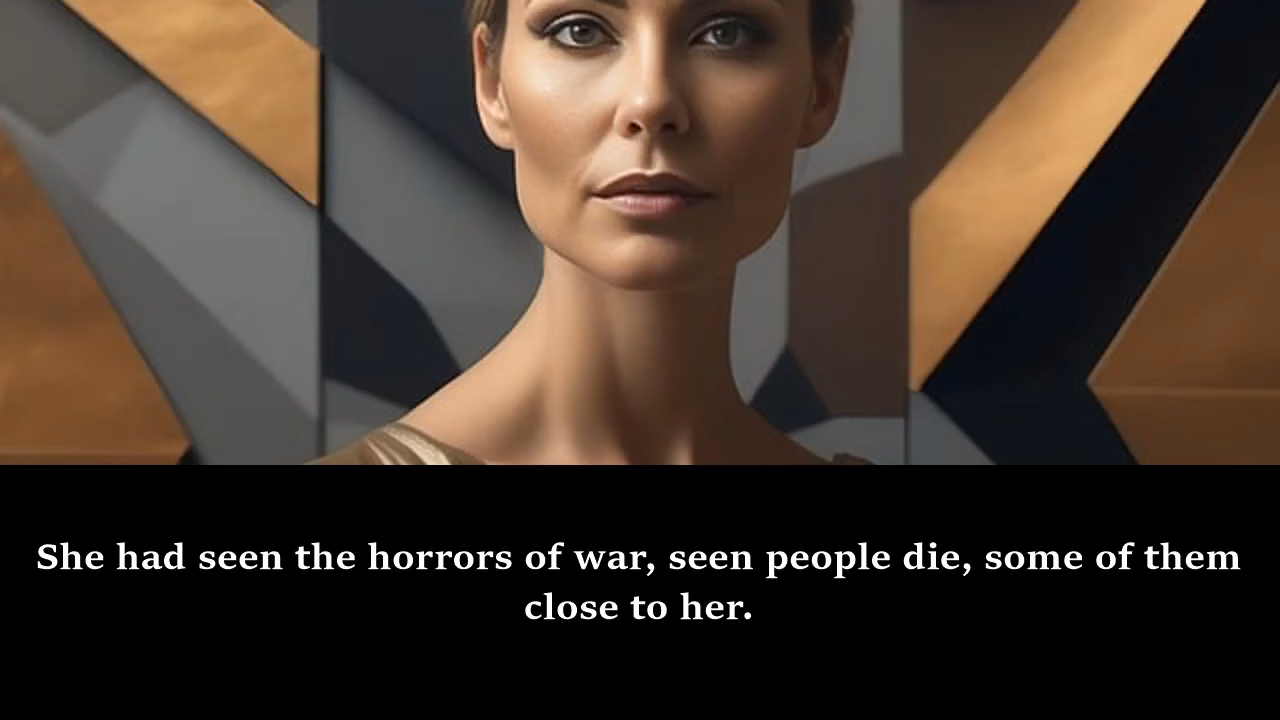 She had seen the horrors of war, seen people die, some of them
close to her.